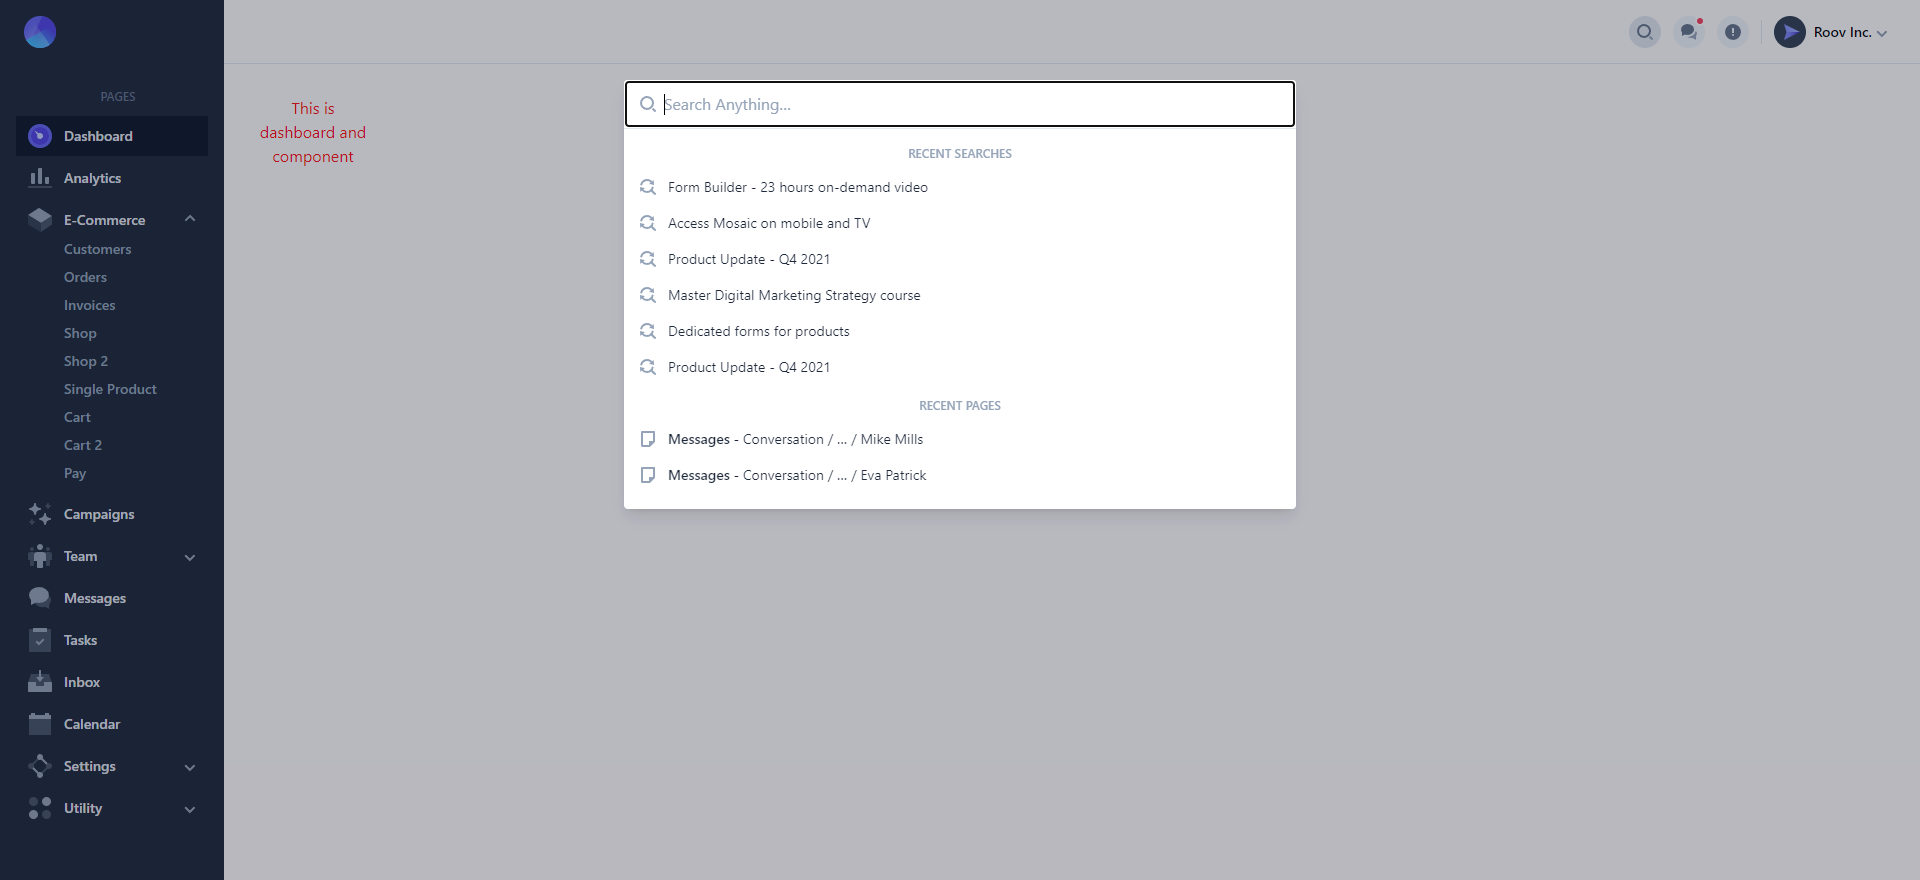 Roov Inc.
PAGES
Dashboard
Analytics
E-Commerce
Customers
Orders
Invoices
Shop
Shop 2
Single Product
Cart
Cart 2
Pay
Campaigns
Team
Messages
Tasks
Inbox
Calendar
Settings
Utility
This is
dashboard and
component
Search Anything...
RECENT SEARCHES
Form Builder - 23 hours on-demand video
Access Mosaic on mobile and TV
Product Update - Q4 2021
Master Digital Marketing Strategy course
Dedicated forms for products
Product Update - Q4 2021
RECENT PAGES
Messages - Conversation / ... / Mike Mills
Messages - Conversation / ... / Eva Patrick